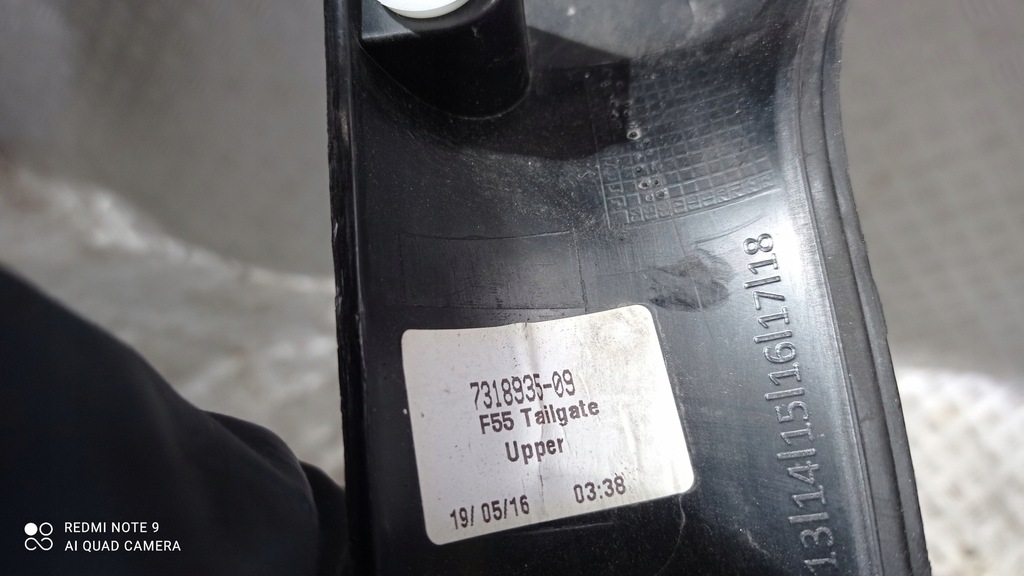 7318935-09
F55 Tailgate
Upper
19/05/16 03:38
13|14|15|16|17|18
REDMI NOTE 9
AI QUAD CAMERA